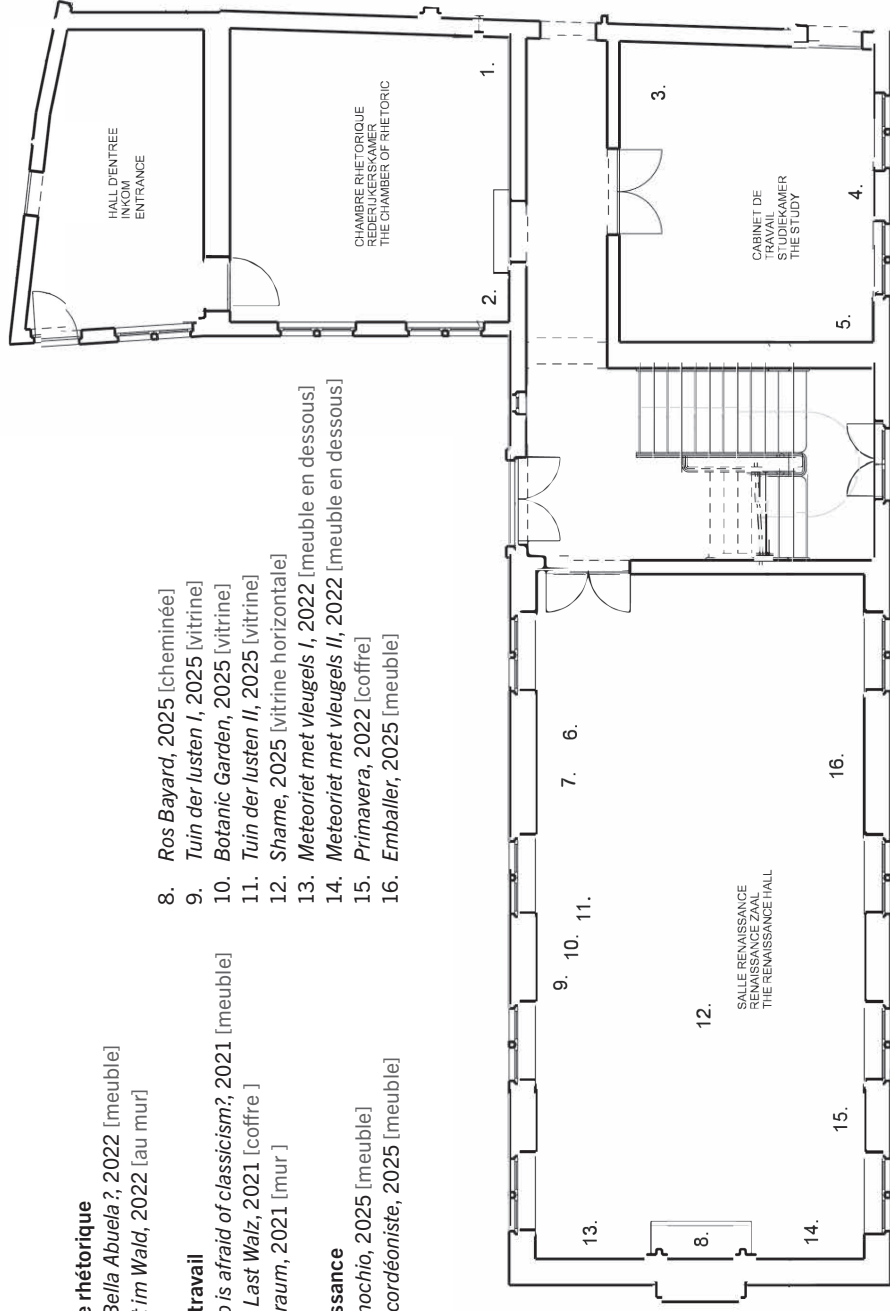 e rhétorique
Bella Abuela ?, 2022 [meuble]
t im Wald, 2022 [au mur]
travail
o is afraid of classicism?, 2021 [meuble]
Last Walz, 2021 [coffre ]
raum, 2021 [mur ]
ssance
nochio, 2025 [meuble]
cordéoniste, 2025 [meuble]
8. Ros Bayard, 2025 [cheminée]
9. Tuin der lusten I, 2025 [vitrine]
10. Botanic Garden, 2025 [vitrine]
11. Tuin der lusten II, 2025 [vitrine]
12. Shame, 2025 [vitrine horizontale]
13. Meteoriet met vleugels I, 2022 [meuble en dessous]
14. Meteoriet met vleugels II, 2022 [meuble en dessous]
15. Primavera, 2022 [coffre]
16. Emballer, 2025 [meuble]
HALL D'ENTREE
INKOM
ENTRANCE
CHAMBRE RHETORIQUE
REDERIJKERSKAMER
THE CHAMBER OF RHETORIC
1.
2.
3.
CABINET DE
TRAVAIL
STUDIEKAMER
THE STUDY
4.
5.
6.
7.
9.
10.
11.
12.
SALLE RENAISSANCE
RENAISSANCE ZAAL
THE RENAISSANCE HALL
13.
8.
14.
15.
16.